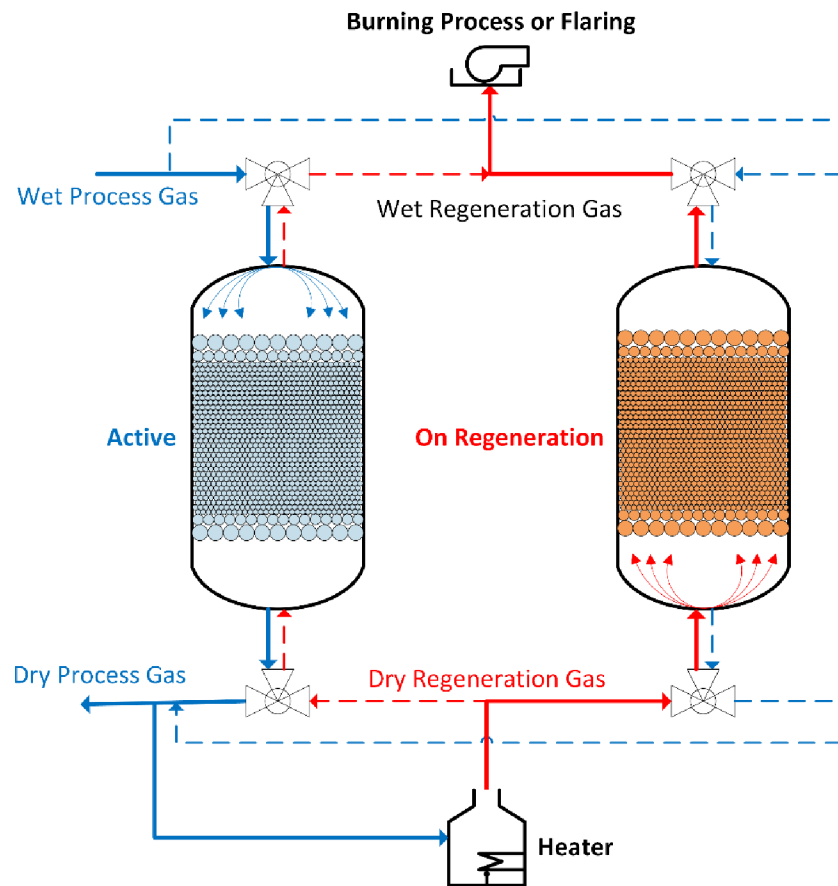 Burning Process or Flaring
Wet Process Gas
Wet Regeneration Gas
Active
On Regeneration
Dry Process Gas
Dry Regeneration Gas
Heater